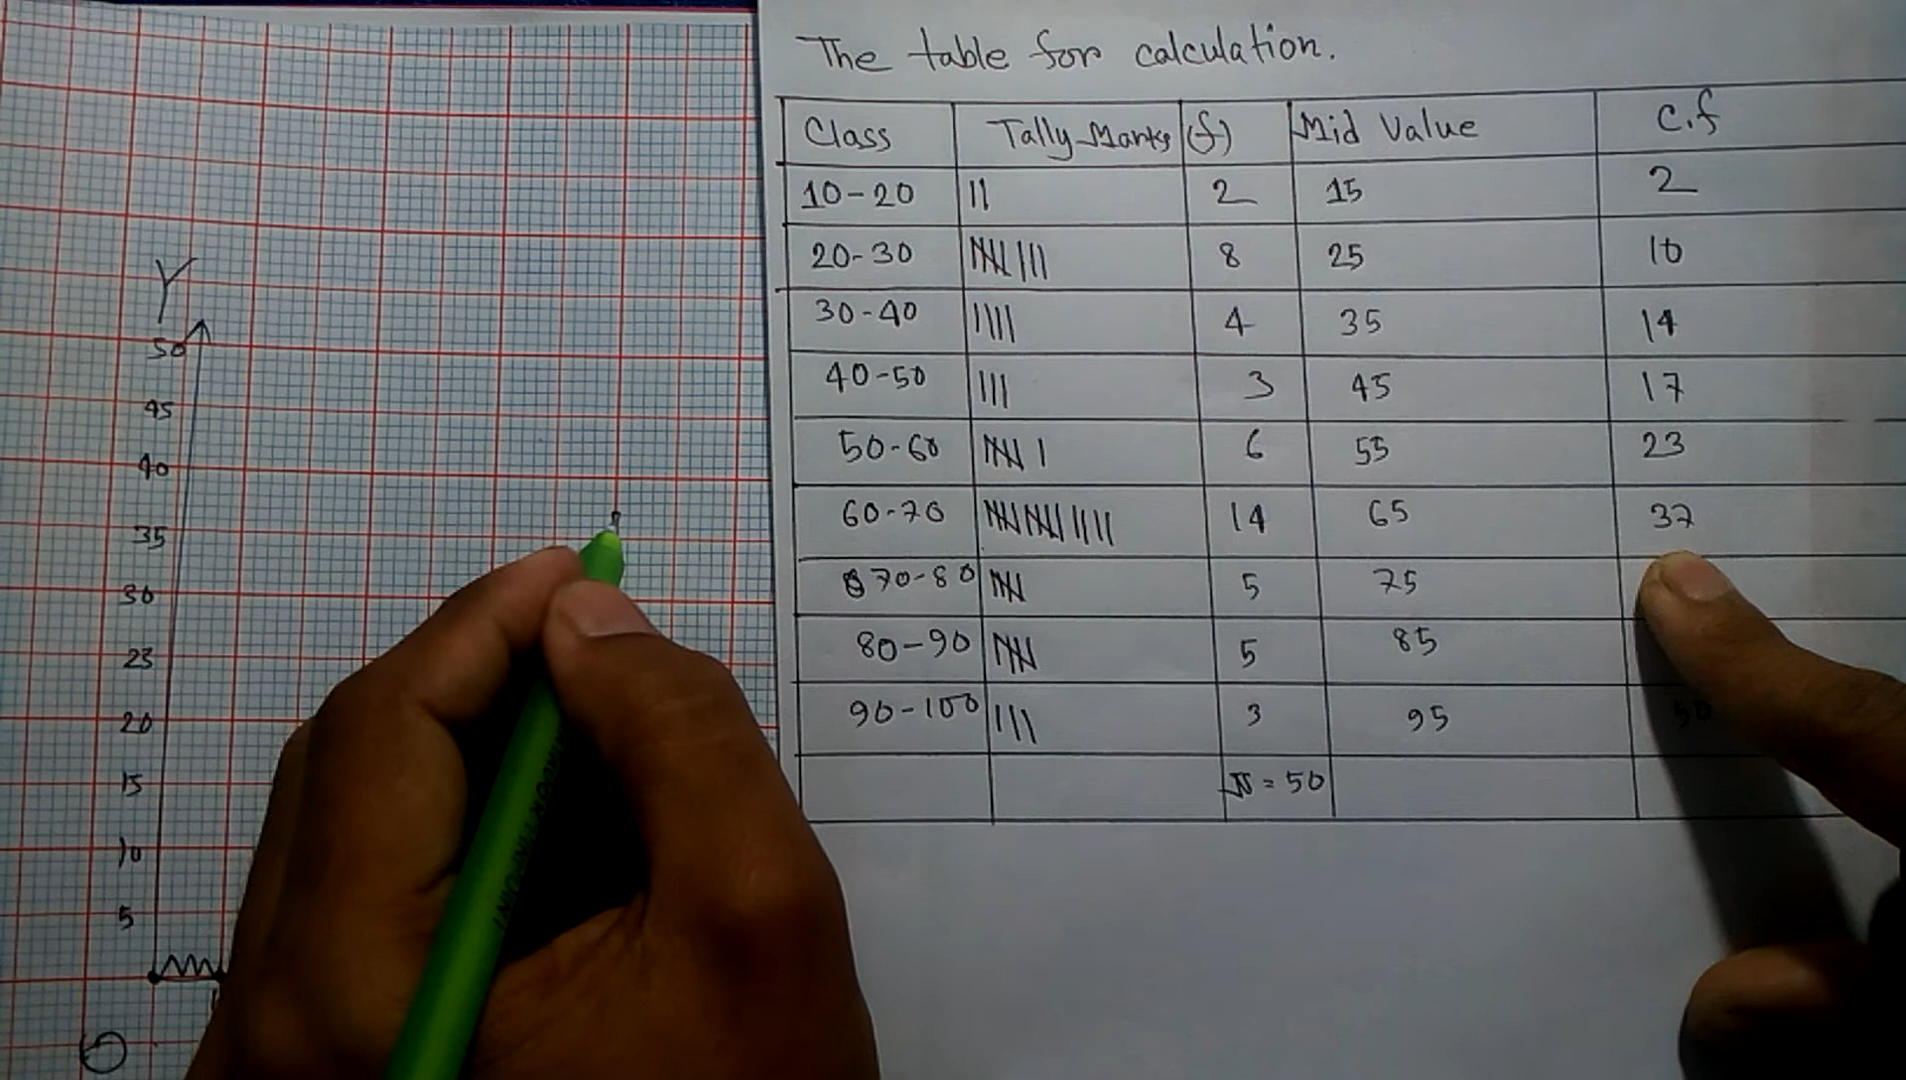 The table for calculation.
Class Tally Marks (f) Mid Value C.f
10-20 || 2 15 2
20-30 |||| ||| 8 25 10
30-40 |||| 4 35 14
40-50 ||| 3 45 17
50-60 |||| | 6 55 23
60-70 |||| |||| |||| 14 65 37
70-80 |||| 5 75
80-90 |||| 5 85
90-100 ||| 3 95 50
N = 50
Y
50
45
40
35
30
25
20
15
10
5